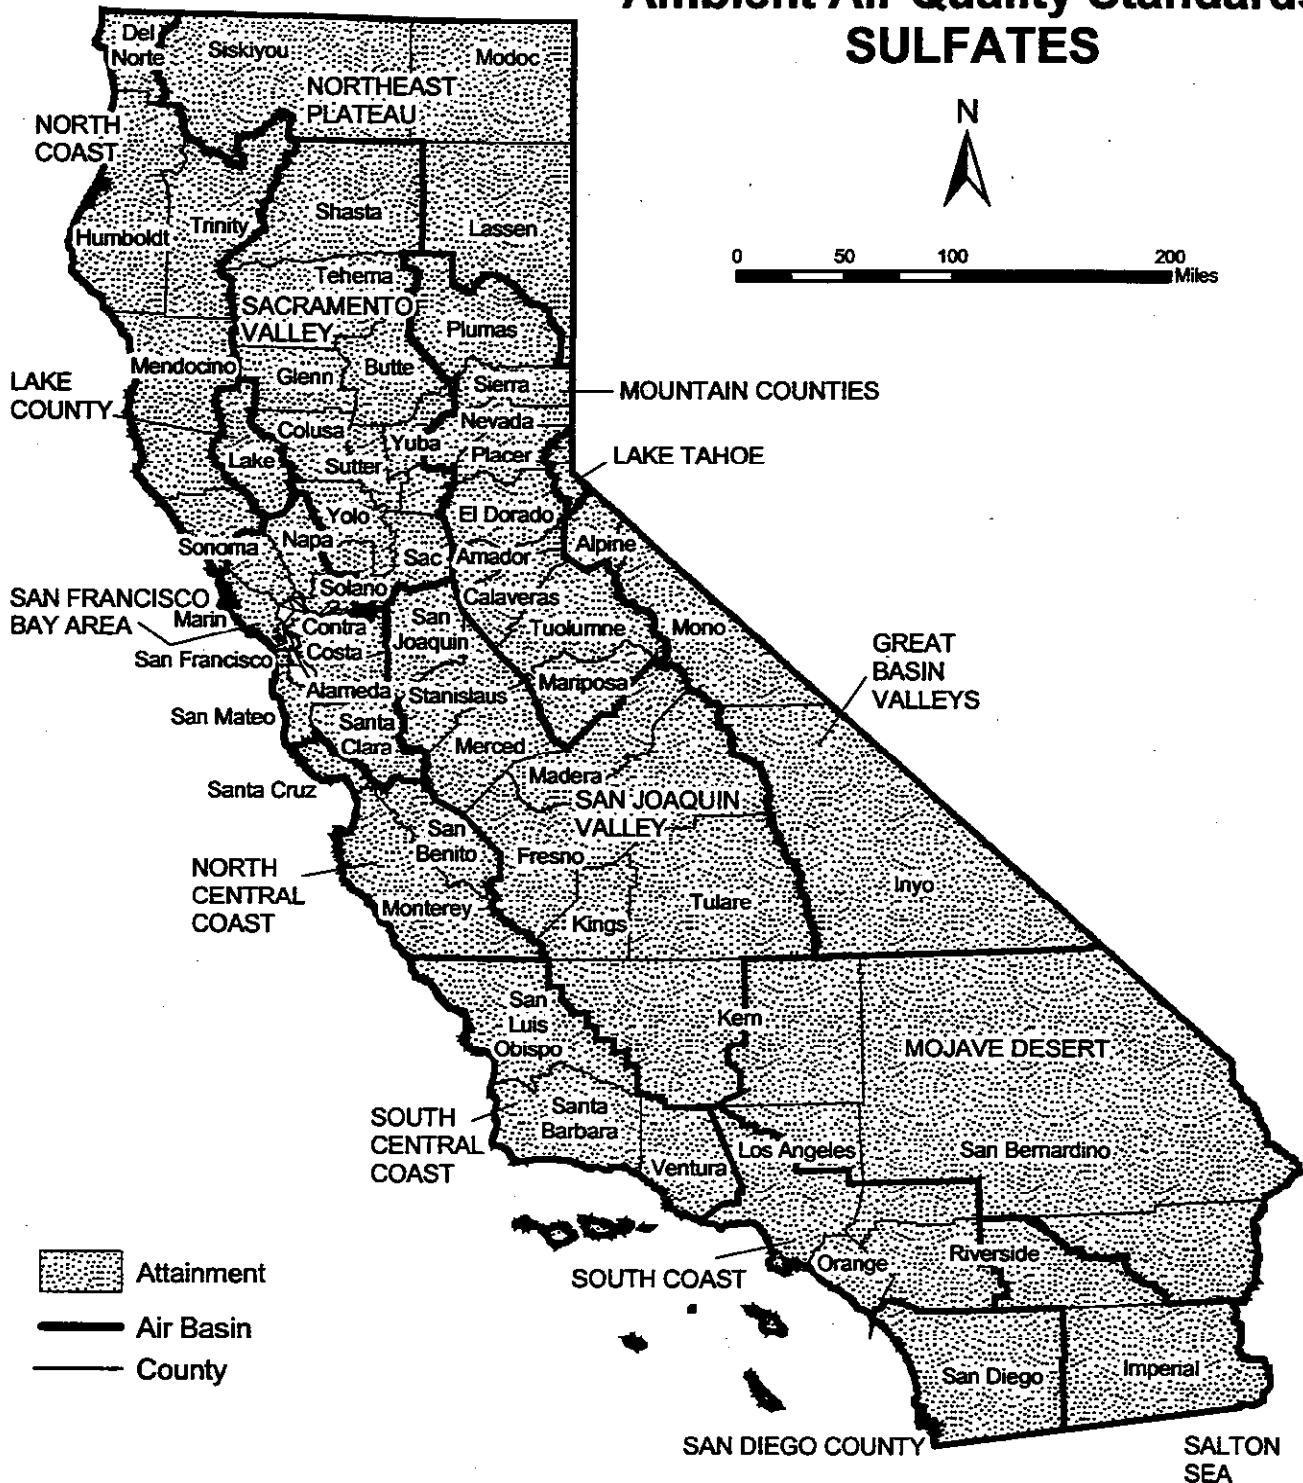 Ambient Air Quality Standards
SULFATES
N
0 50 100 200
Miles
Del
Norte
Siskiyou
Modoc
NORTHEAST
PLATEAU
NORTH
COAST
Humboldt
Trinity
Shasta
Lassen
Tehema
SACRAMENTO
VALLEY
Plumas
Mendocino
Glenn
Butte
Sierra
MOUNTAIN COUNTIES
LAKE
COUNTY
Colusa
Yuba
Nevada
Placer
LAKE TAHOE
Lake
Sutter
Yolo
El Dorado
Sonoma
Napa
Sac
Amador
Alpine
Solano
Calaveras
SAN FRANCISCO
BAY AREA
Marin
San Francisco
Contra
Costa
San
Joaquin
Tuolumne
Mono
GREAT
BASIN
VALLEYS
Alameda
Stanislaus
Mariposa
San Mateo
Santa
Clara
Merced
Madera
Santa Cruz
SAN JOAQUIN
VALLEY
San
Benito
Fresno
NORTH
CENTRAL
COAST
Monterey
Kings
Tulare
Inyo
San
Luis
Obispo
Kern
MOJAVE DESERT
SOUTH
CENTRAL
COAST
Santa
Barbara
Ventura
Los Angeles
San Bernardino
SOUTH COAST
Orange
Riverside
Attainment
Air Basin
County
San Diego
Imperial
SAN DIEGO COUNTY
SALTON
SEA